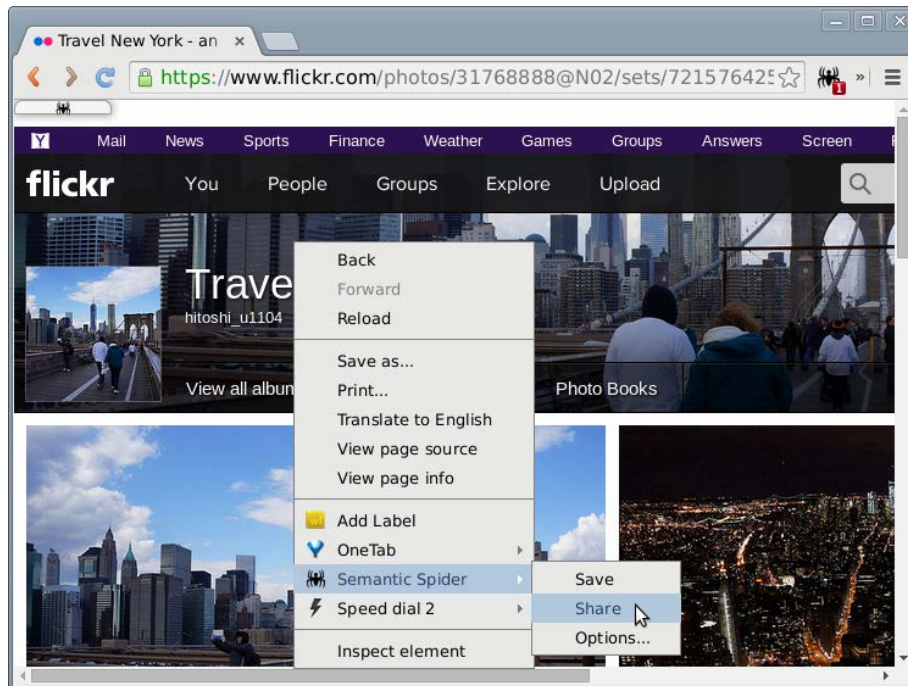 Travel New York - an
https://www.flickr.com/photos/31768888@N02/sets/72157642
1
»
Y Mail News Sports Finance Weather Games Groups Answers Screen
flickr You People Groups Explore Upload
Trave
hitoshi_u1104
View all album
Photo Books
Back
Forward
Reload
Save as...
Print...
Translate to English
View page source
View page info
wl Add Label
OneTab
Semantic Spider
Speed dial 2
Inspect element
Save
Share
Options...